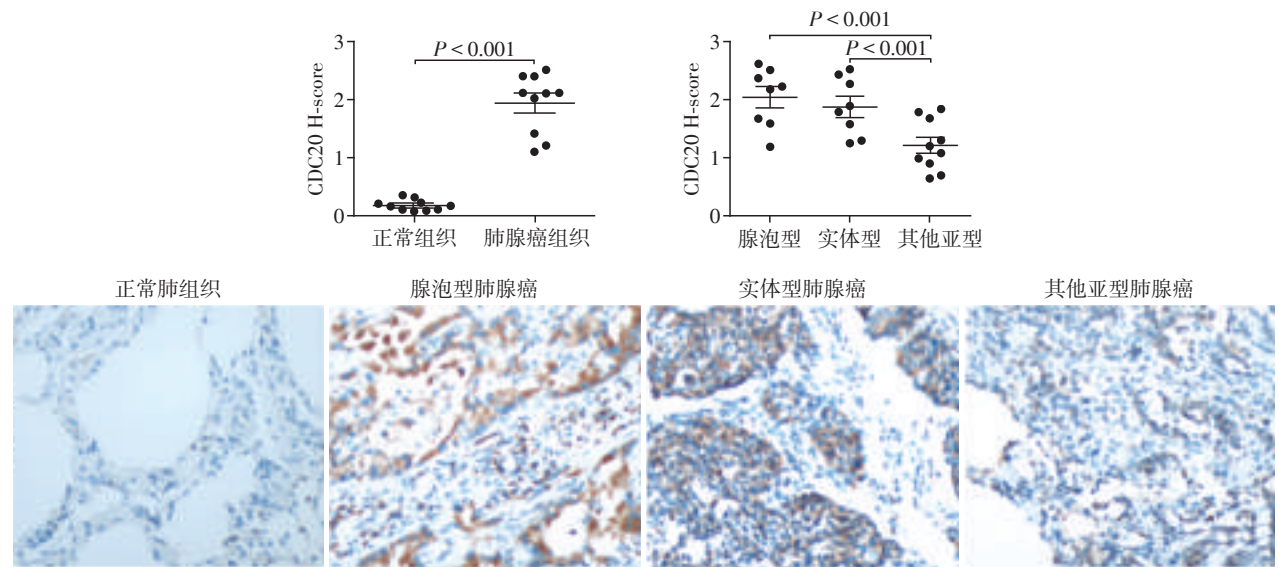 P < 0.001
CDC20 H-score
3
2
1
0
正常组织 肺腺癌组织
P < 0.001
P < 0.001
CDC20 H-score
3
2
1
0
腺泡型 实体型 其他亚型
正常肺组织 腺泡型肺腺癌 实体型肺腺癌 其他亚型肺腺癌